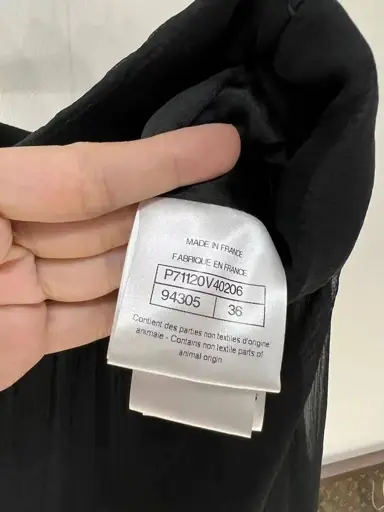 MADE IN FRANCE
FABRIQUE EN FRANCE
P71120V40206
94305 36
Contient des parties non textiles d'origine
animale - Contains non textile parts of
animal origin